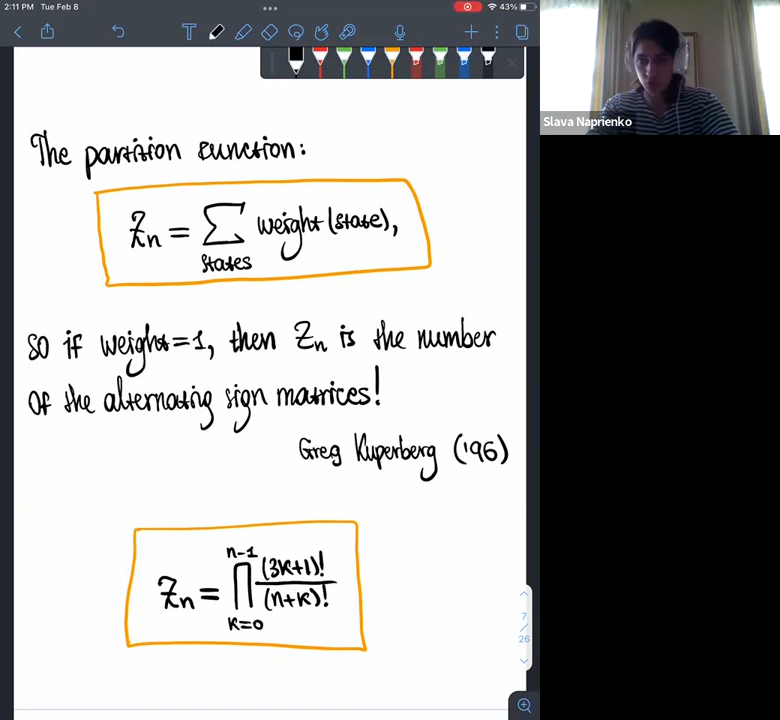 2:11 PM Tue Feb 8
43%
The partition function:
Zn = ∑ weight(state),
states
so if weight=1, then Zn is the number
of the alternating sign matrices!
Greg Kuperberg ('96)
n-1
Zn = ∏ (3k+1)! / (n+k)!
k=0
7
/
26
Slava Naprienko